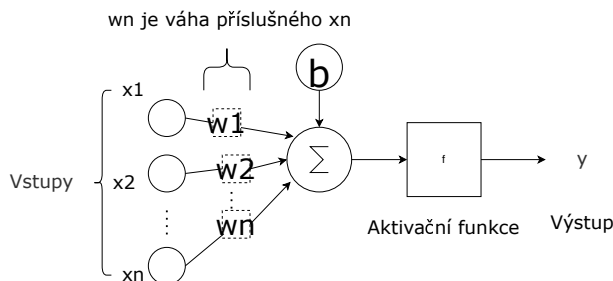 wn je váha příslušného xn
b
x1
w1
x2
w2
Vstupy
∑
f
y
wn
Aktivační funkce
Výstup
xn